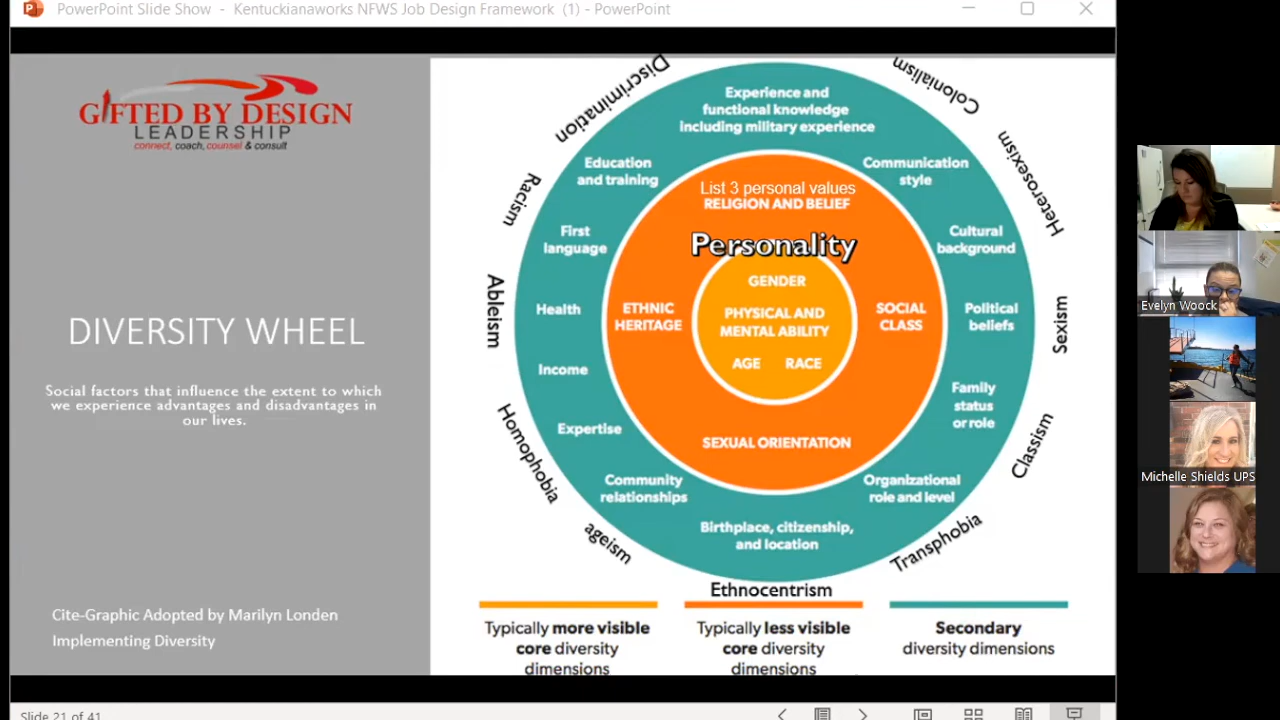 PowerPoint Slide Show - Kentuckianaworks NFWS Job Design Framework (1) - PowerPoint
GIFTED BY DESIGN
LEADERSHIP
connect, coach, counsel & consult
DIVERSITY WHEEL
Social factors that influence the extent to which
we experience advantages and disadvantages in
our lives.
Cite-Graphic Adopted by Marilyn Londen
Implementing Diversity
Discrimination
Colonialism
Heterosexism
Sexism
Classism
Transphobia
Ethnocentrism
ageism
Homophobia
Ableism
Racism
Experience and
functional knowledge
including military experience
Communication
style
Cultural
background
Political
beliefs
Family
status
or role
Organizational
role and level
Birthplace, citizenship,
and location
Community
relationships
Expertise
Income
Health
First
language
Education
and training
List 3 personal values
RELIGION AND BELIEF
Personality
ETHNIC
HERITAGE
SOCIAL
CLASS
SEXUAL ORIENTATION
GENDER
PHYSICAL AND
MENTAL ABILITY
AGE RACE
Typically more visible
core diversity
dimensions
Typically less visible
core diversity
dimensions
Secondary
diversity dimensions
Evelyn Woock
Michelle Shields UPS
Slide 21 of 41